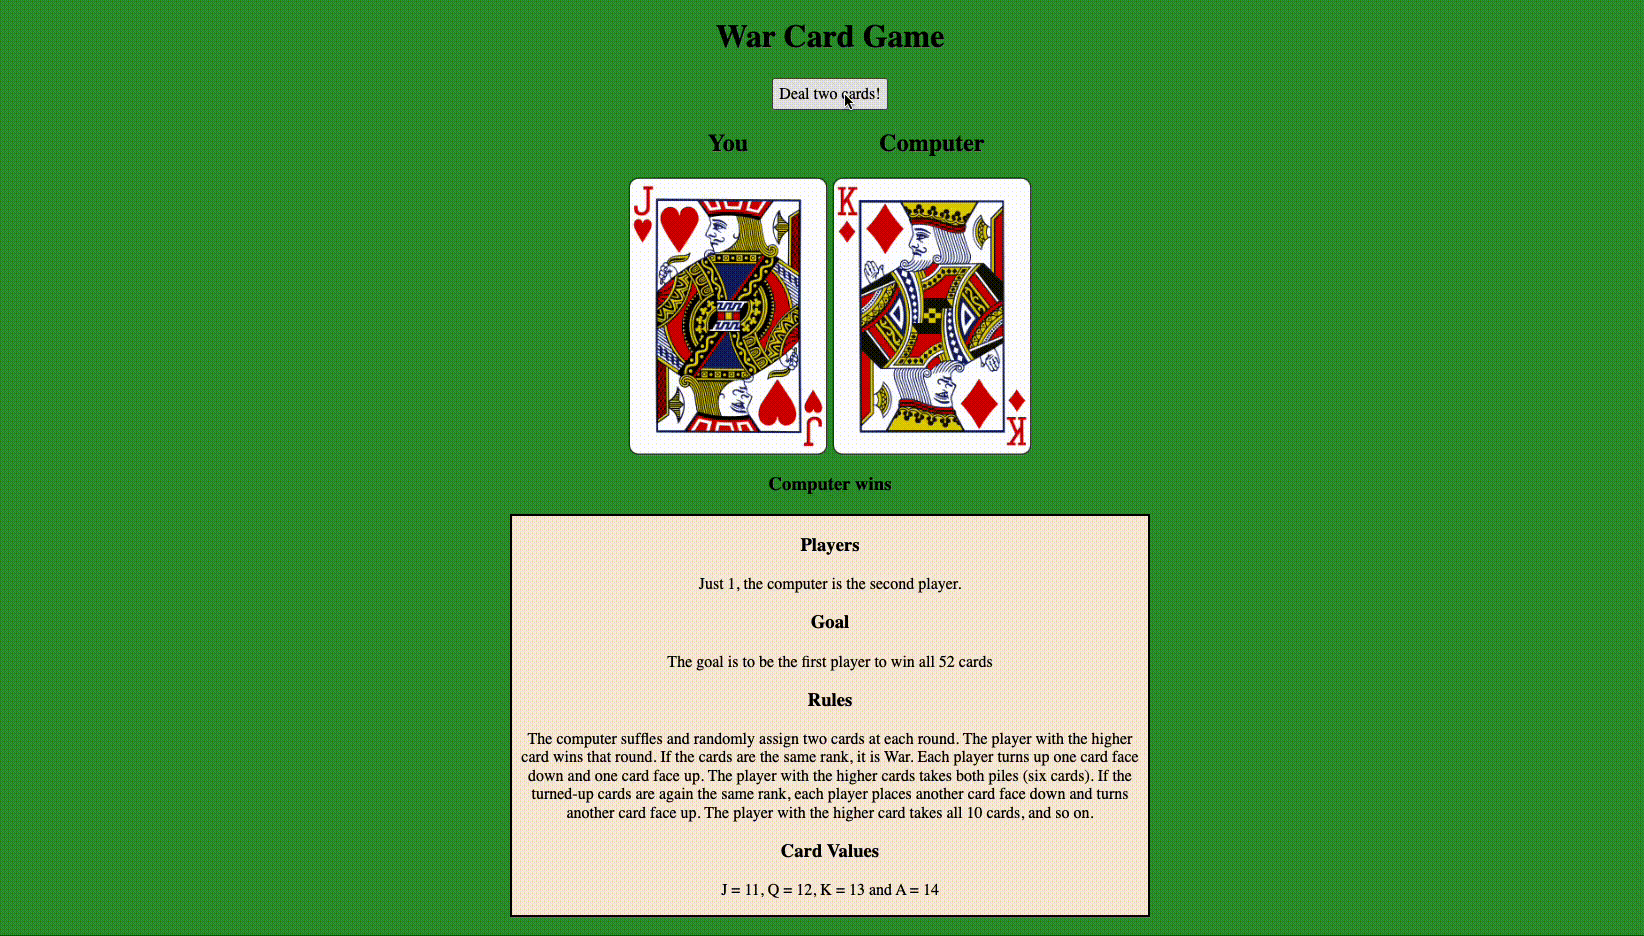 War Card Game
Deal two cards!
You Computer
J K
J K
Computer wins
Players
Just 1, the computer is the second player.
Goal
The goal is to be the first player to win all 52 cards
Rules
The computer suffles and randomly assign two cards at each round. The player with the higher
card wins that round. If the cards are the same rank, it is War. Each player turns up one card face
down and one card face up. The player with the higher cards takes both piles (six cards). If the
turned-up cards are again the same rank, each player places another card face down and turns
another card face up. The player with the higher card takes all 10 cards, and so on.
Card Values
J = 11, Q = 12, K = 13 and A = 14